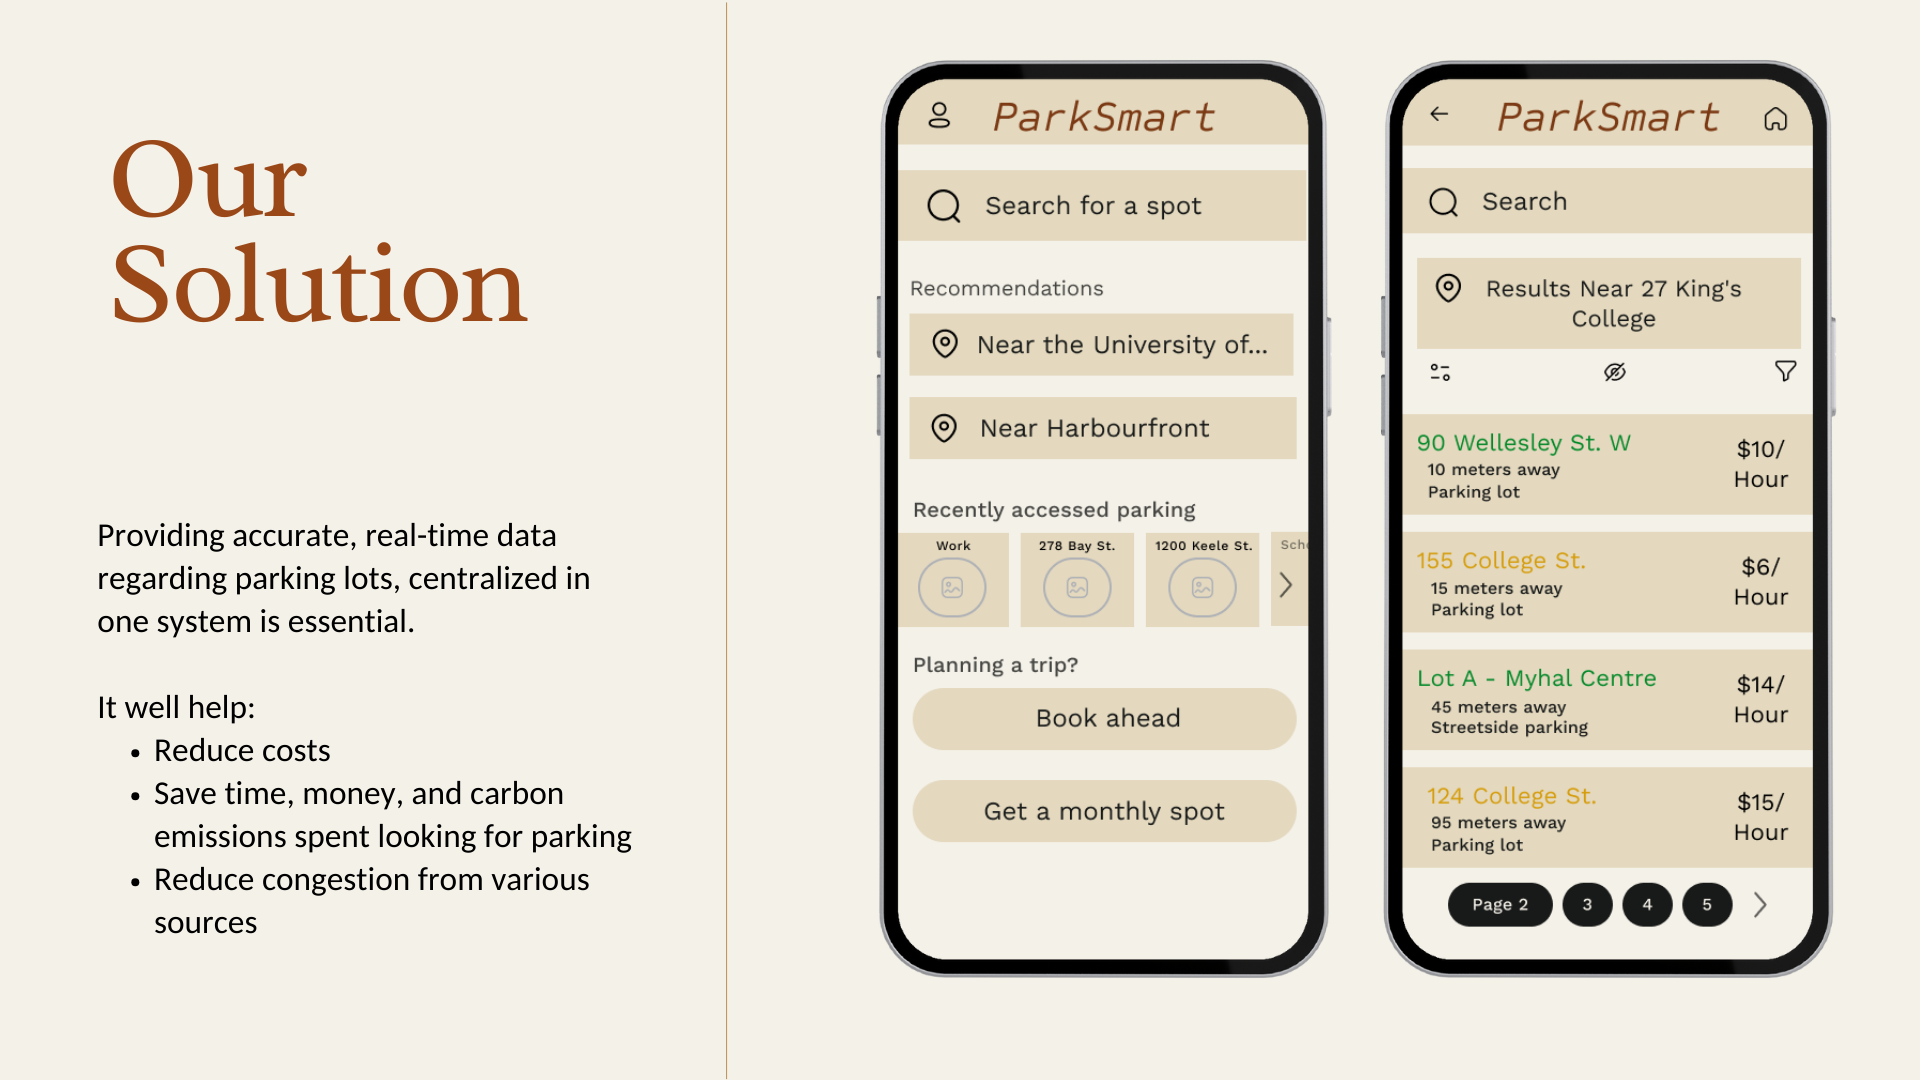 Our
Solution
Providing accurate, real-time data
regarding parking lots, centralized in
one system is essential.
It well help:
• Reduce costs
• Save time, money, and carbon
emissions spent looking for parking
• Reduce congestion from various
sources
ParkSmart
Search for a spot
Recommendations
Near the University of...
Near Harbourfront
Recently accessed parking
Work
278 Bay St.
1200 Keele St.
Scho
Planning a trip?
Book ahead
Get a monthly spot
ParkSmart
Search
Results Near 27 King's
College
90 Wellesley St. W
10 meters away
Parking lot
$10/
Hour
155 College St.
15 meters away
Parking lot
$6/
Hour
Lot A - Myhal Centre
45 meters away
Streetside parking
$14/
Hour
124 College St.
95 meters away
Parking lot
$15/
Hour
Page 2 3 4 5